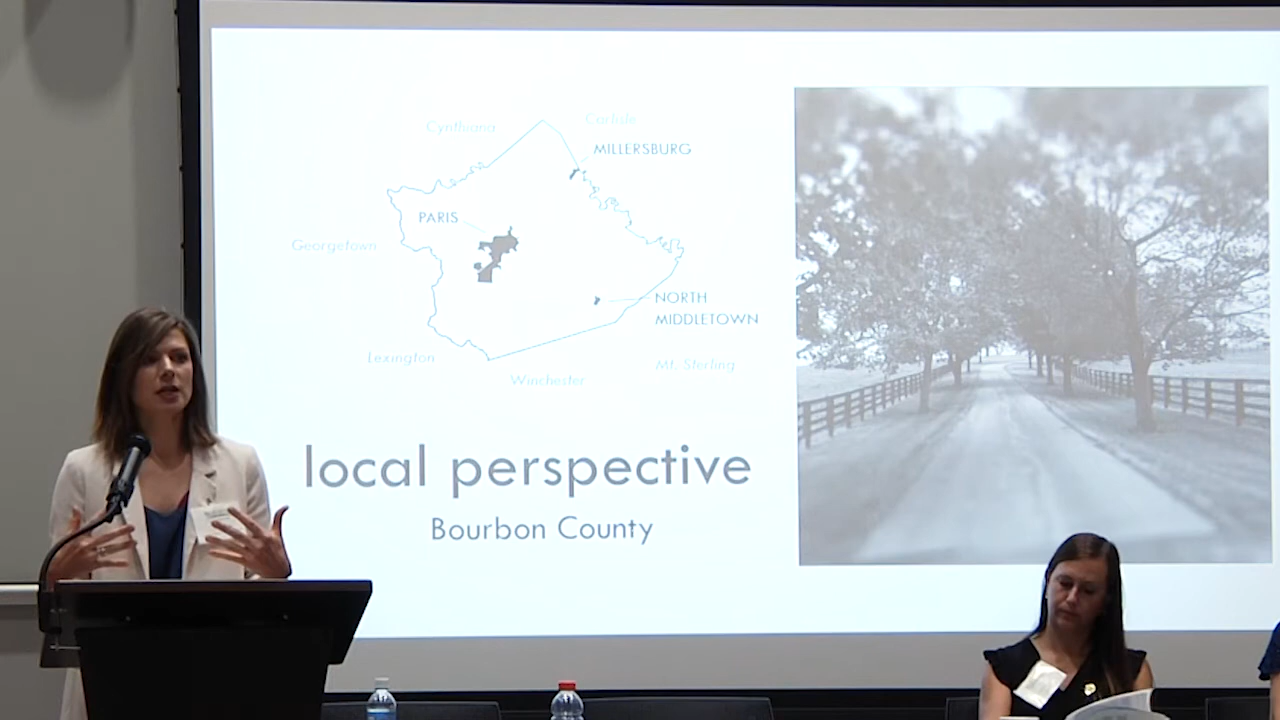 Cynthiana
Carlisle
MILLERSBURG
PARIS
Georgetown
NORTH
MIDDLETOWN
Lexington
Mt. Sterling
Winchester
local perspective
Bourbon County